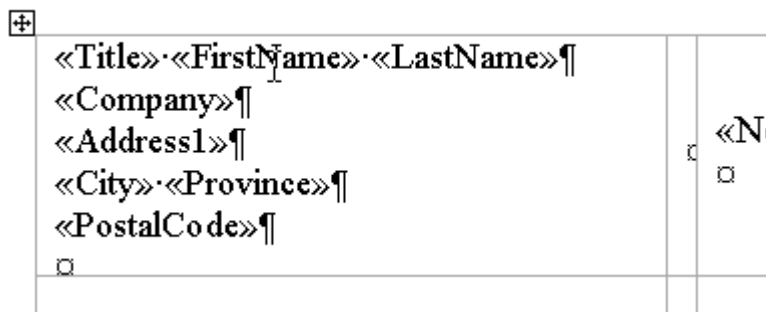 «Title»·«FirstName»·«LastName»¶
«Company»¶
«Address1»¶
«City»·«Province»¶
«PostalCode»¶
¤
«N
¤